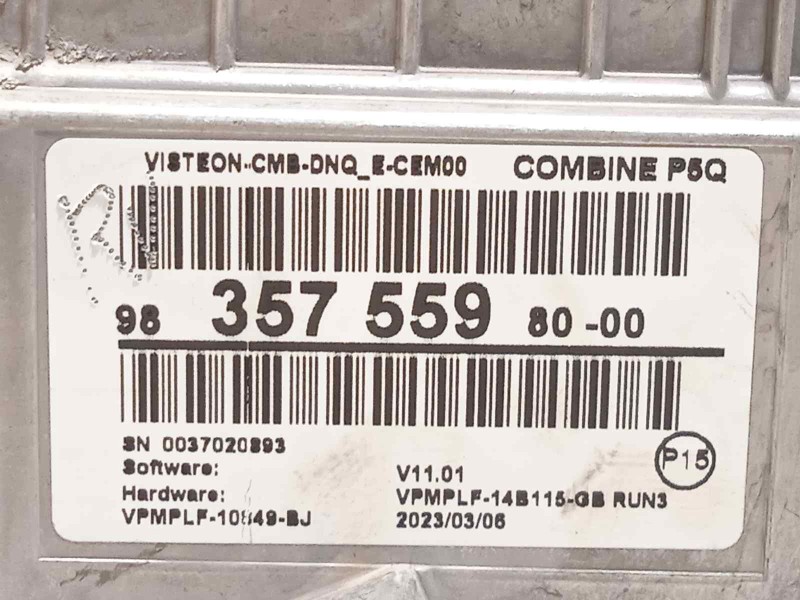 VISTEON-CMB-DNQ_E-CEM00 COMBINE P5Q
98 357 559 80-00
SN 0037020893
Software: V11.01
Hardware: VPMPLF-14B115-GB RUN3
VPMPLF-10849-BJ 2023/03/06
P15